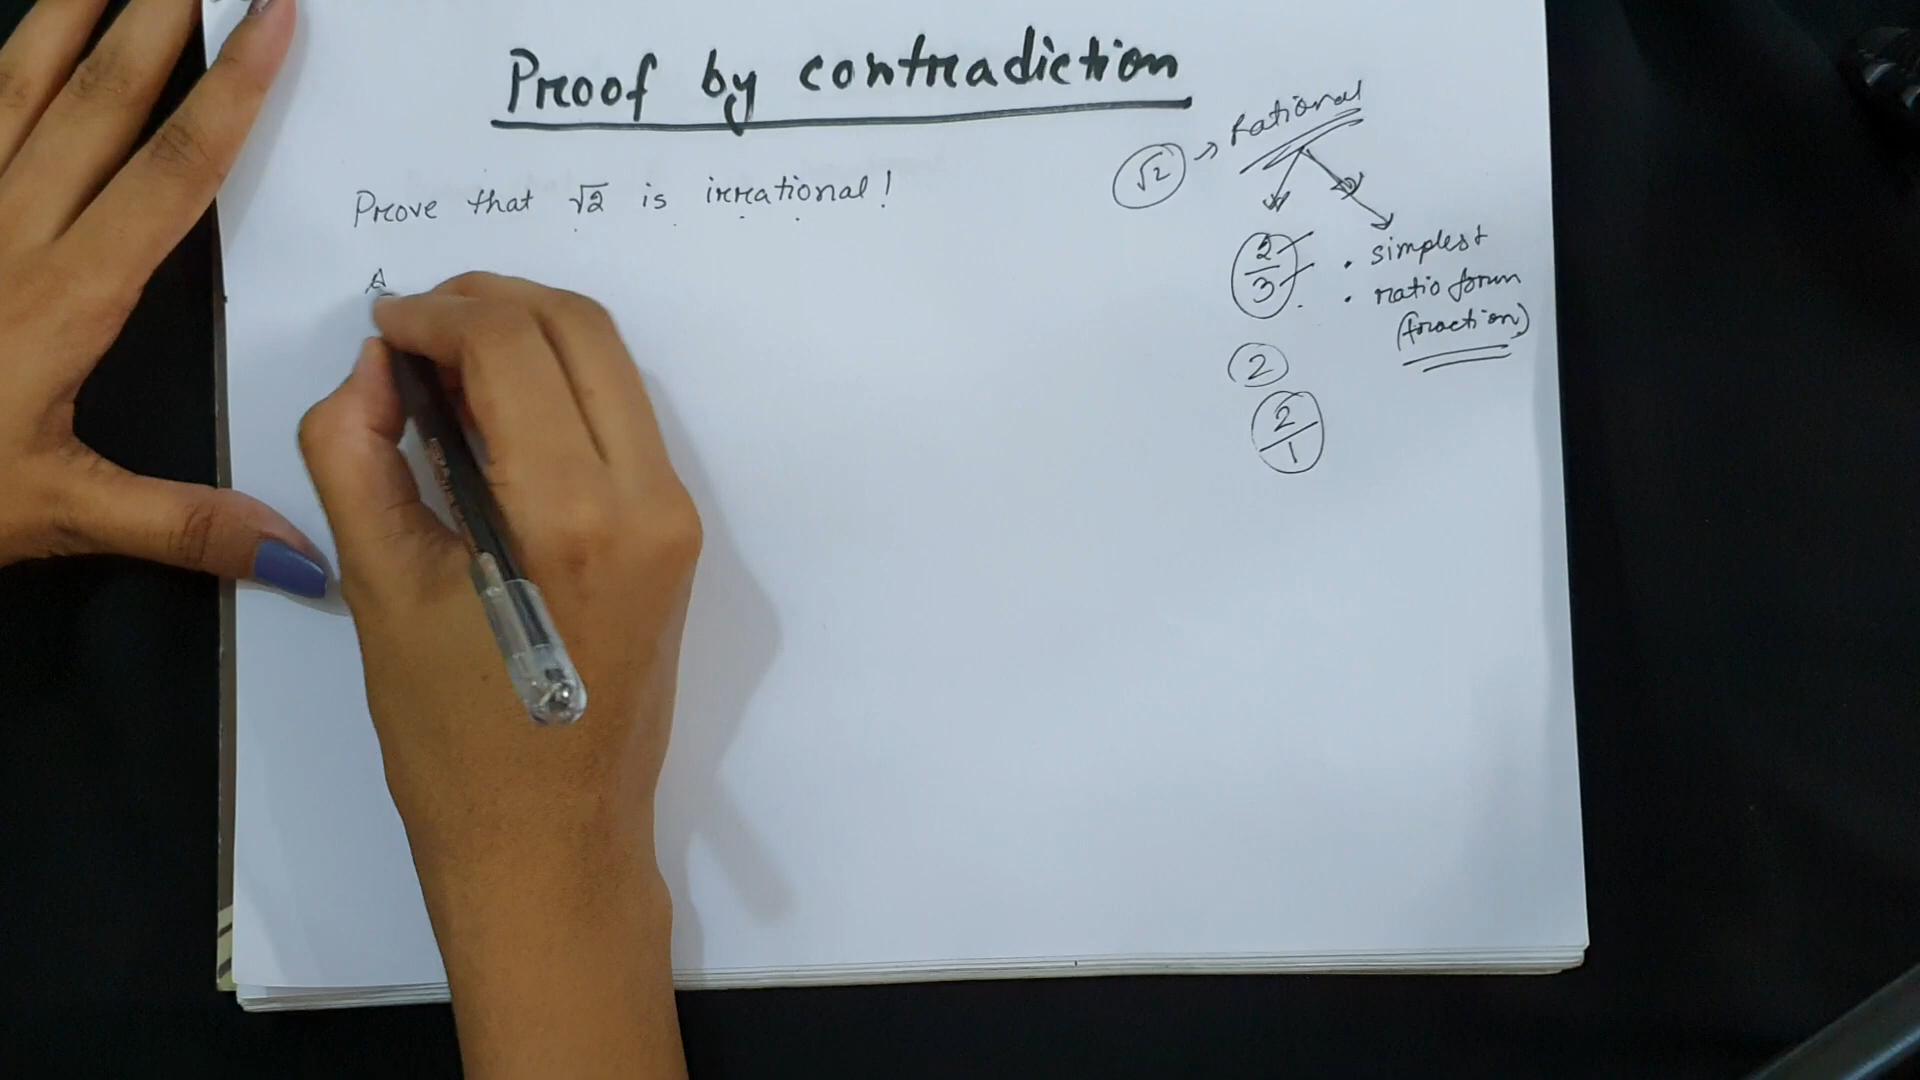 Proof by contradiction
Prove that √2 is irrational!
A
√2 → rational
2/3
• simplest
• ratio form
(fraction)
2
2/1